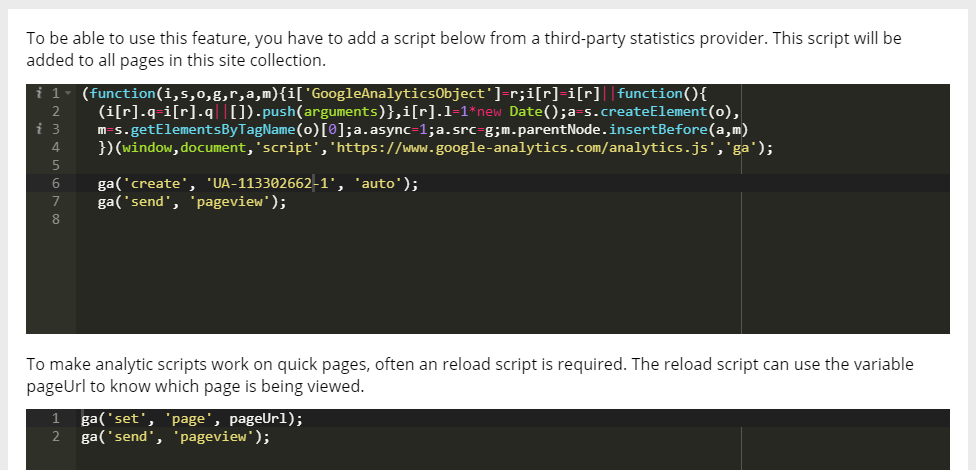 To be able to use this feature, you have to add a script below from a third-party statistics provider. This script will be
added to all pages in this site collection.
i 1 (function(i,s,o,g,r,a,m){i['GoogleAnalyticsObject']=r;i[r]=i[r]||function(){
2 (i[r].q=i[r].q||[]).push(arguments)},i[r].l=1*new Date();a=s.createElement(o),
i 3 m=s.getElementsByTagName(o)[0];a.async=1;a.src=g;m.parentNode.insertBefore(a,m)
4 })(window,document,'script','https://www.google-analytics.com/analytics.js','ga');
5
6 ga('create', 'UA-113302662-1', 'auto');
7 ga('send', 'pageview');
8
To make analytic scripts work on quick pages, often an reload script is required. The reload script can use the variable
pageUrl to know which page is being viewed.
1 ga('set', 'page', pageUrl);
2 ga('send', 'pageview');